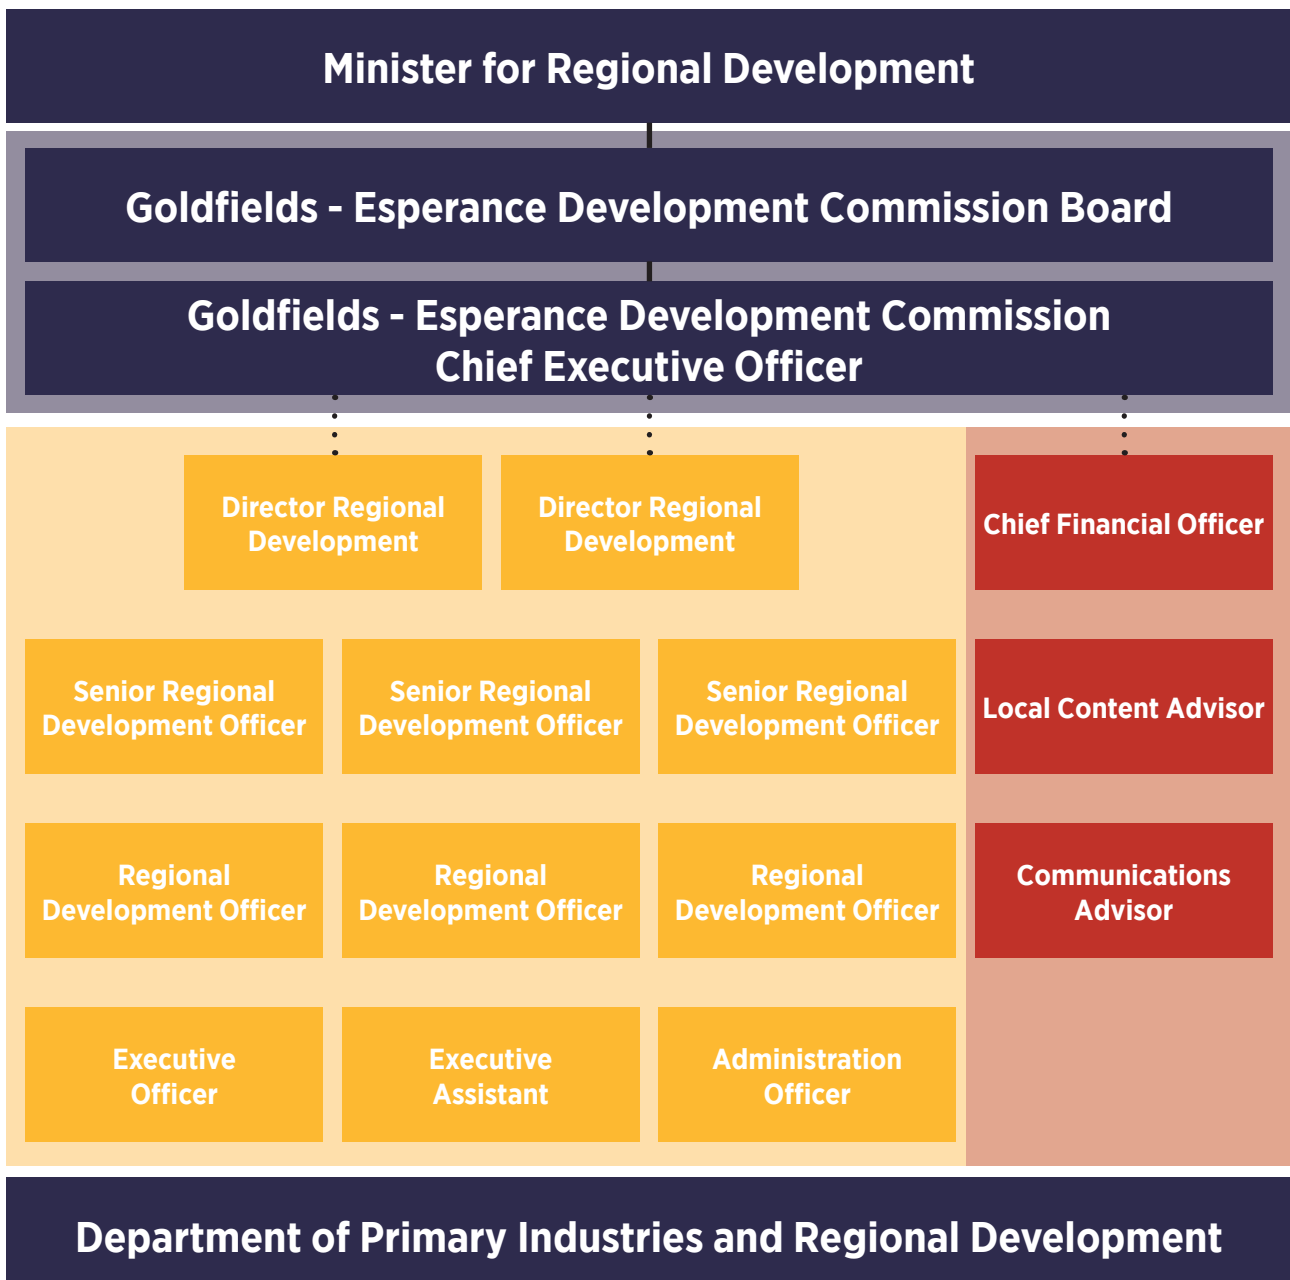 Minister for Regional Development
Goldfields - Esperance Development Commission Board
Goldfields - Esperance Development Commission
Chief Executive Officer
Director Regional
Development
Director Regional
Development
Chief Financial Officer
Senior Regional
Development Officer
Senior Regional
Development Officer
Senior Regional
Development Officer
Local Content Advisor
Regional
Development Officer
Regional
Development Officer
Regional
Development Officer
Communications
Advisor
Executive
Officer
Executive
Assistant
Administration
Officer
Department of Primary Industries and Regional Development